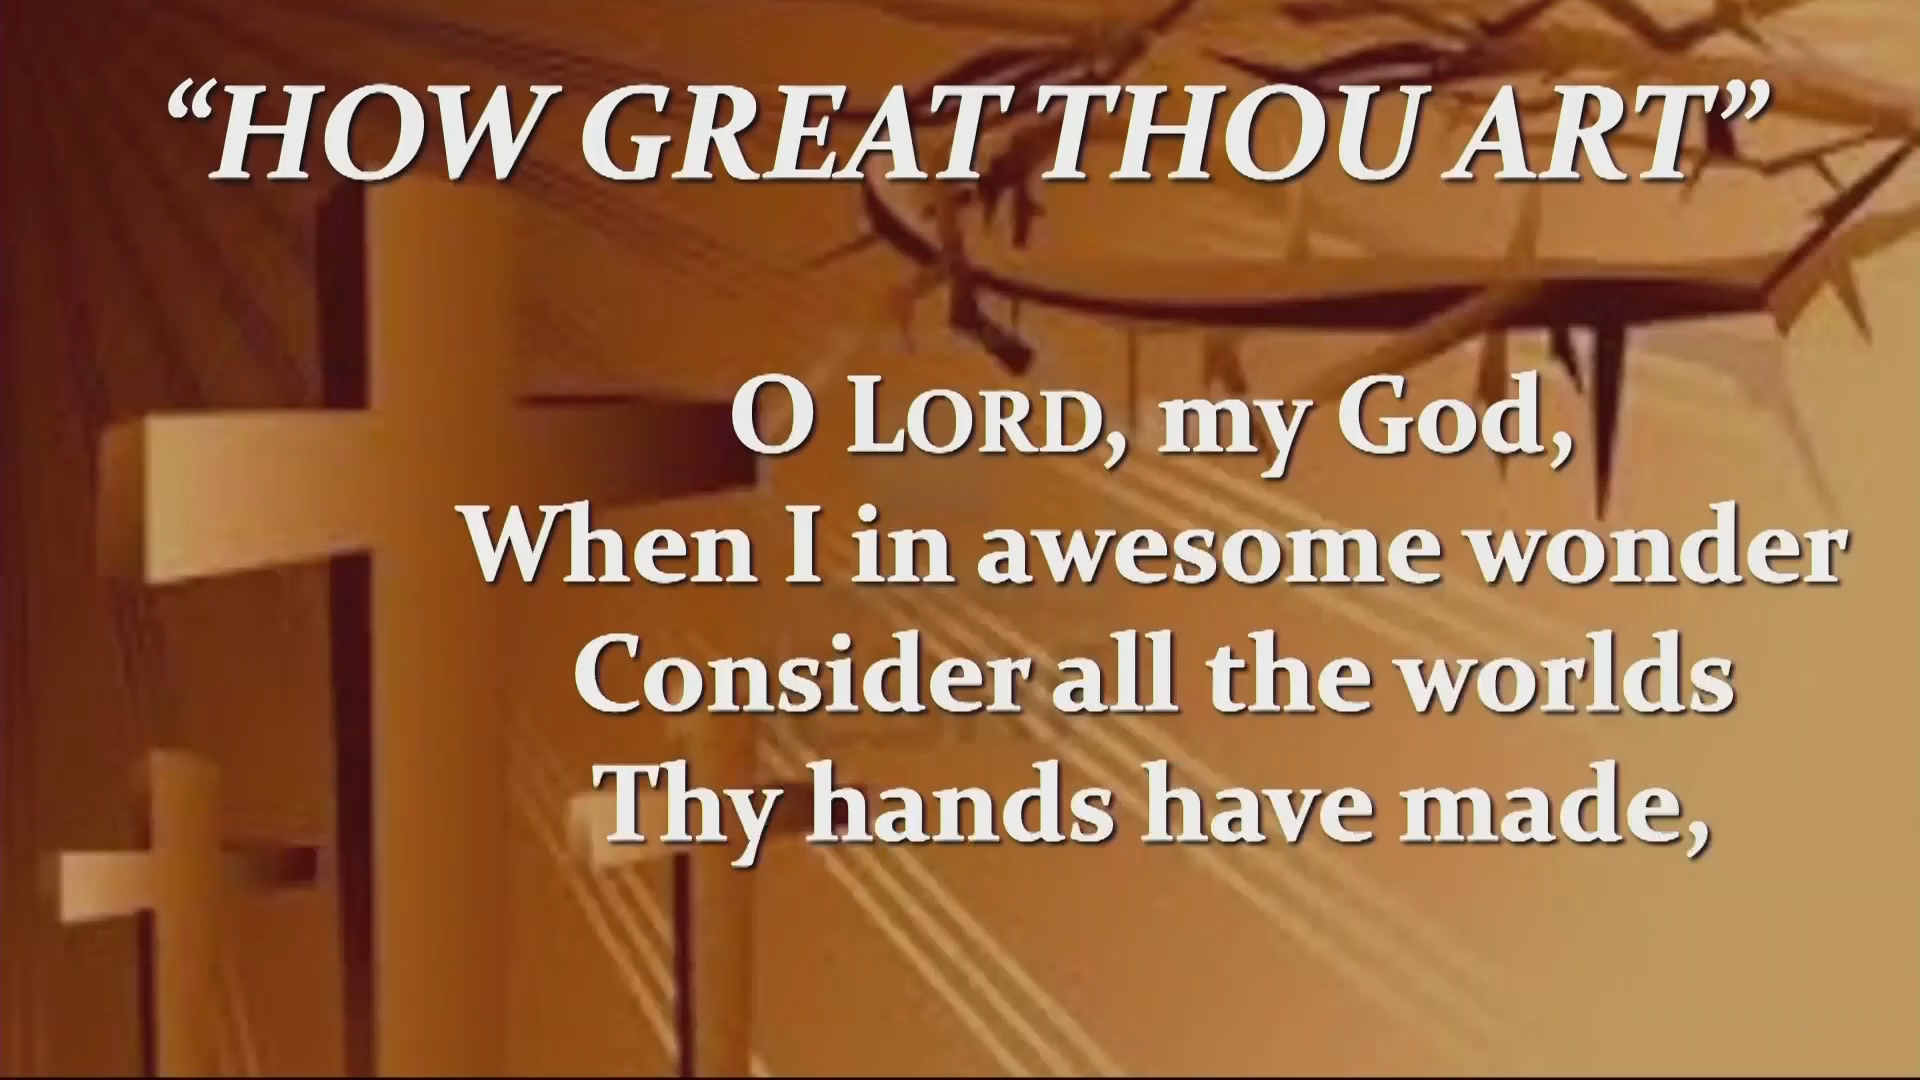 “HOW GREAT THOU ART”
O LORD, my God,
When I in awesome wonder
Consider all the worlds
Thy hands have made,